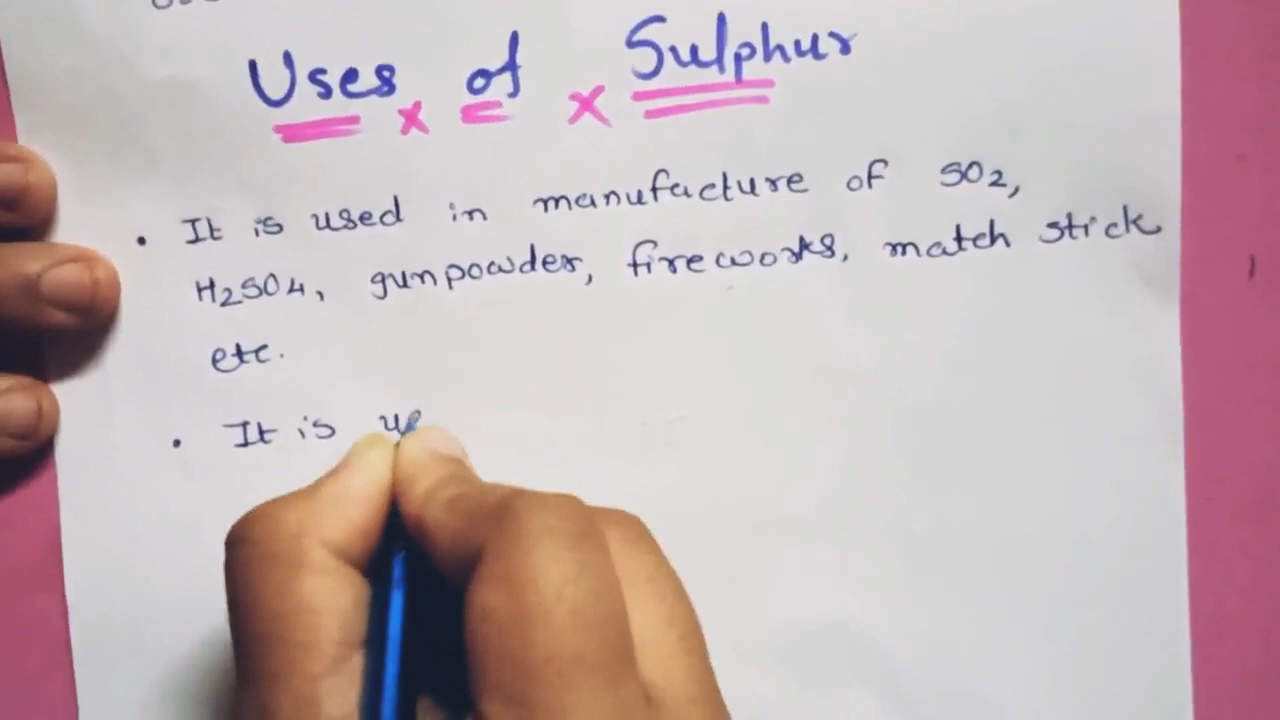 Uses of Sulphur
. It is used in manufacture of SO2,
H2SO4, gunpowder, fireworks, match stick
etc.
. It is